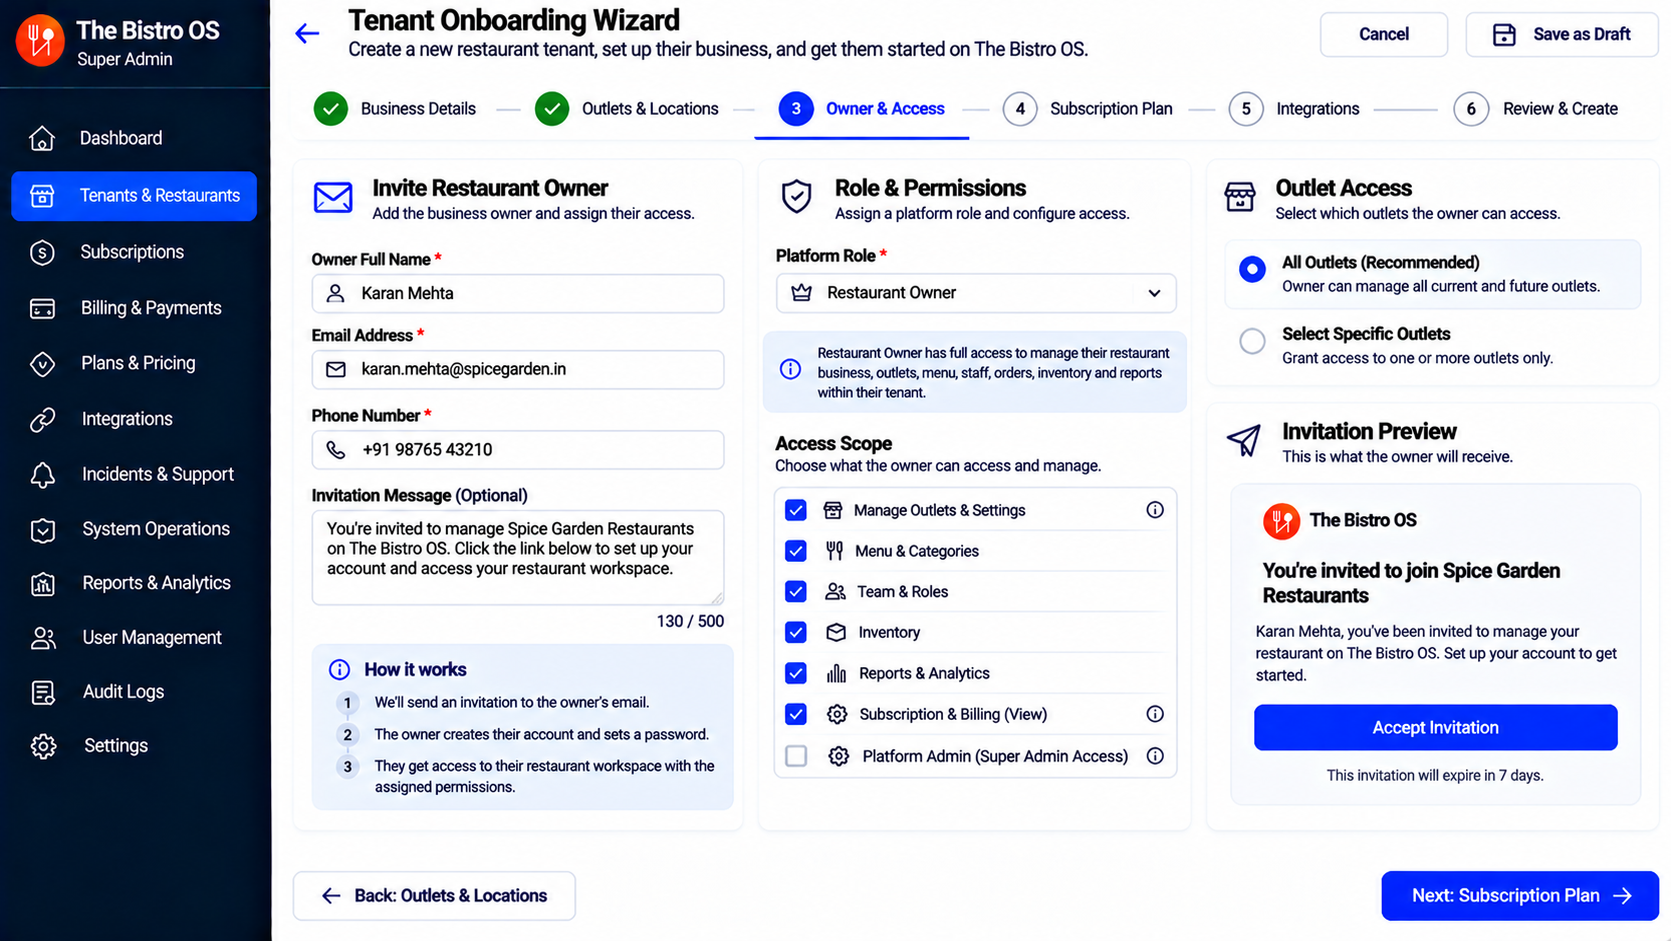 The Bistro OS
Super Admin
Dashboard
Tenants & Restaurants
Subscriptions
Billing & Payments
Plans & Pricing
Integrations
Incidents & Support
System Operations
Reports & Analytics
User Management
Audit Logs
Settings
Tenant Onboarding Wizard
Create a new restaurant tenant, set up their business, and get them started on The Bistro OS.
Cancel
Save as Draft
Business Details
Outlets & Locations
3 Owner & Access
4 Subscription Plan
5 Integrations
6 Review & Create
Invite Restaurant Owner
Add the business owner and assign their access.
Owner Full Name *
Karan Mehta
Email Address *
karan.mehta@spicegarden.in
Phone Number *
+91 98765 43210
Invitation Message (Optional)
You're invited to manage Spice Garden Restaurants
on The Bistro OS. Click the link below to set up your
account and access your restaurant workspace.
130 / 500
How it works
1 We'll send an invitation to the owner's email.
2 The owner creates their account and sets a password.
3 They get access to their restaurant workspace with the
assigned permissions.
Role & Permissions
Assign a platform role and configure access.
Platform Role *
Restaurant Owner
Restaurant Owner has full access to manage their restaurant
business, outlets, menu, staff, orders, inventory and reports
within their tenant.
Access Scope
Choose what the owner can access and manage.
Manage Outlets & Settings
Menu & Categories
Team & Roles
Inventory
Reports & Analytics
Subscription & Billing (View)
Platform Admin (Super Admin Access)
Outlet Access
Select which outlets the owner can access.
All Outlets (Recommended)
Owner can manage all current and future outlets.
Select Specific Outlets
Grant access to one or more outlets only.
Invitation Preview
This is what the owner will receive.
The Bistro OS
You're invited to join Spice Garden
Restaurants
Karan Mehta, you've been invited to manage your
restaurant on The Bistro OS. Set up your account to get
started.
Accept Invitation
This invitation will expire in 7 days.
Back: Outlets & Locations
Next: Subscription Plan